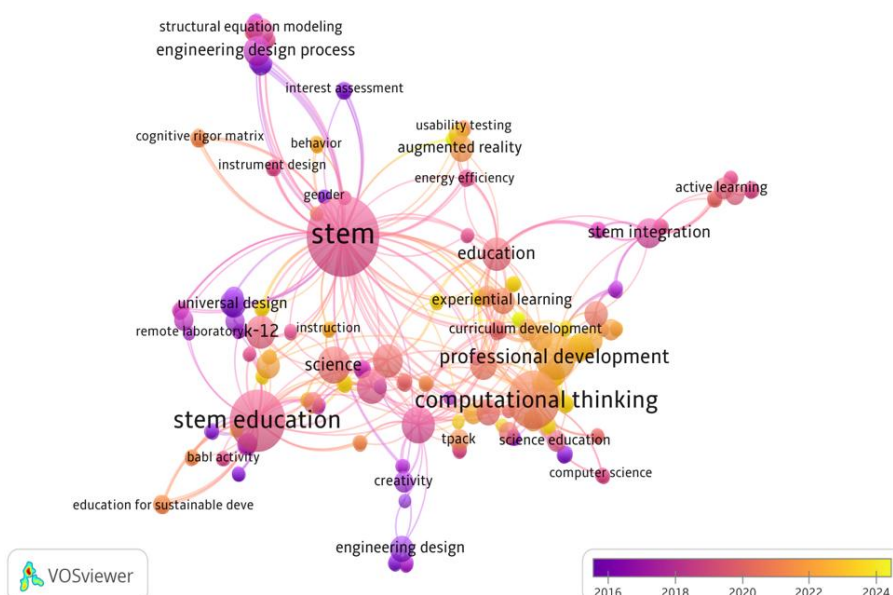 structural equation modeling
engineering design process
interest assessment
usability testing
cognitive rigor matrix
behavior
augmented reality
instrument design
energy efficiency
active learning
gender
stem
stem integration
education
universal design
experiential learning
remote laboratory
k-12
instruction
curriculum development
science
professional development
computational thinking
stem education
tpack
science education
babl activity
computer science
creativity
education for sustainable deve
engineering design
VOSviewer
2016 2018 2020 2022 2024